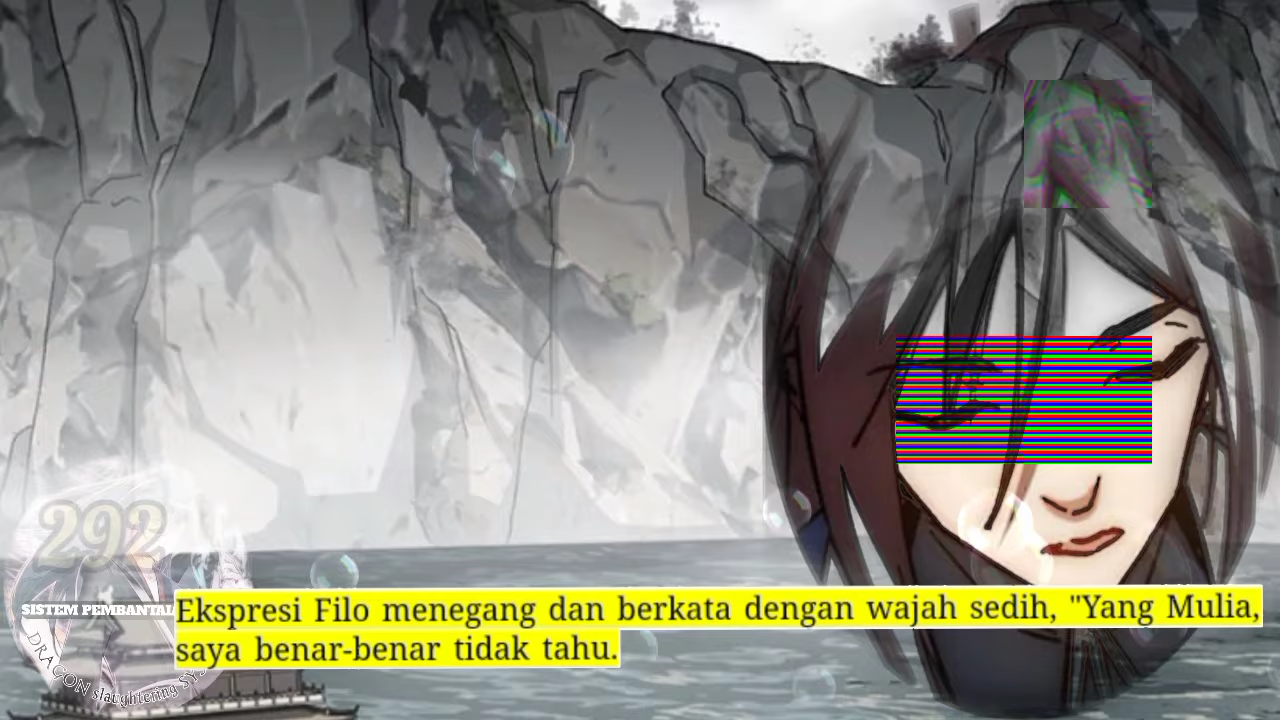 292
SISTEM PEMBANTAI
DRAGON slaughtering SYS
Ekspresi Filo menegang dan berkata dengan wajah sedih, "Yang Mulia,
saya benar-benar tidak tahu.